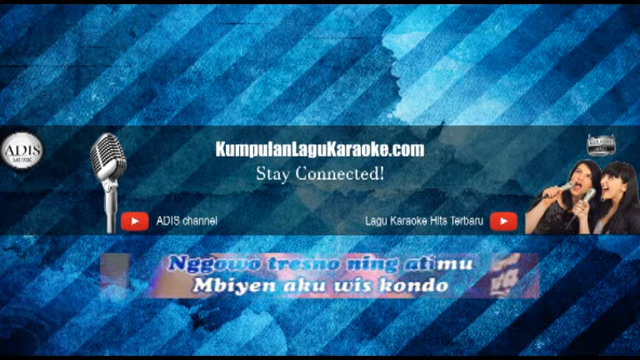 KumpulanLaguKaraoke.com
Stay Connected!
ADIS
MUSIK
ADIS channel
Lagu Karaoke Hits Terbaru
Nggowo tresno ning atimu
Mbiyen aku wis kondo